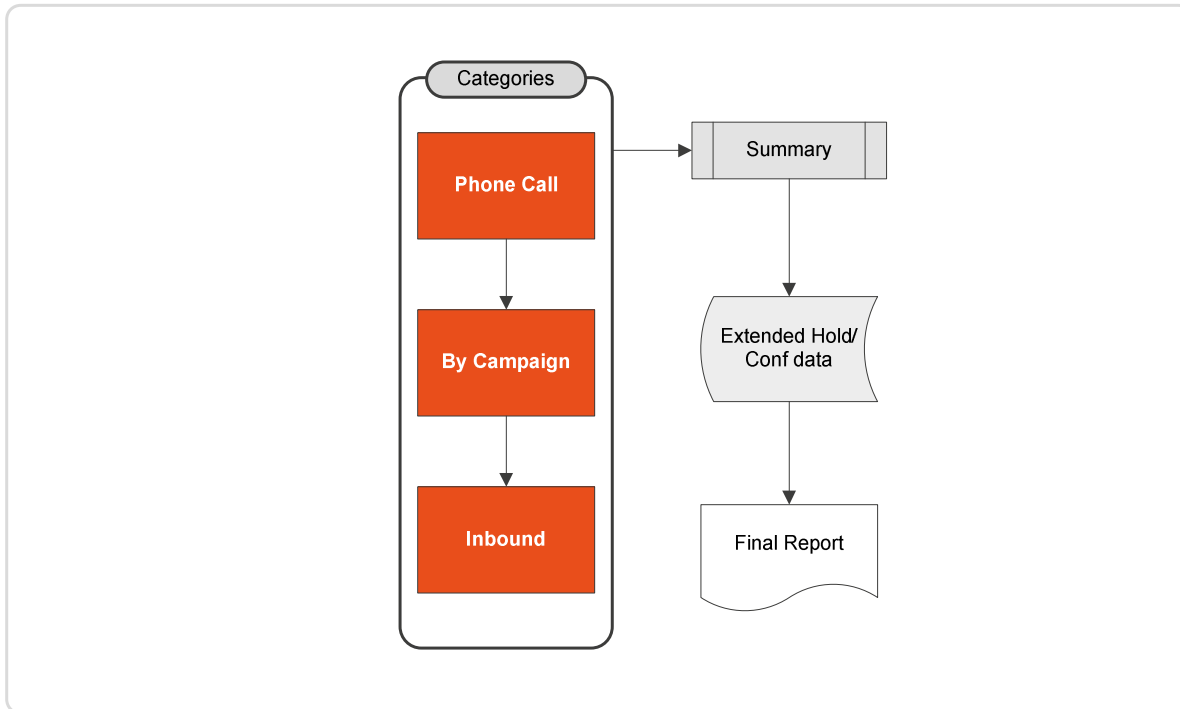 Categories
Phone Call
By Campaign
Inbound
Summary
Extended Hold/
Conf data
Final Report